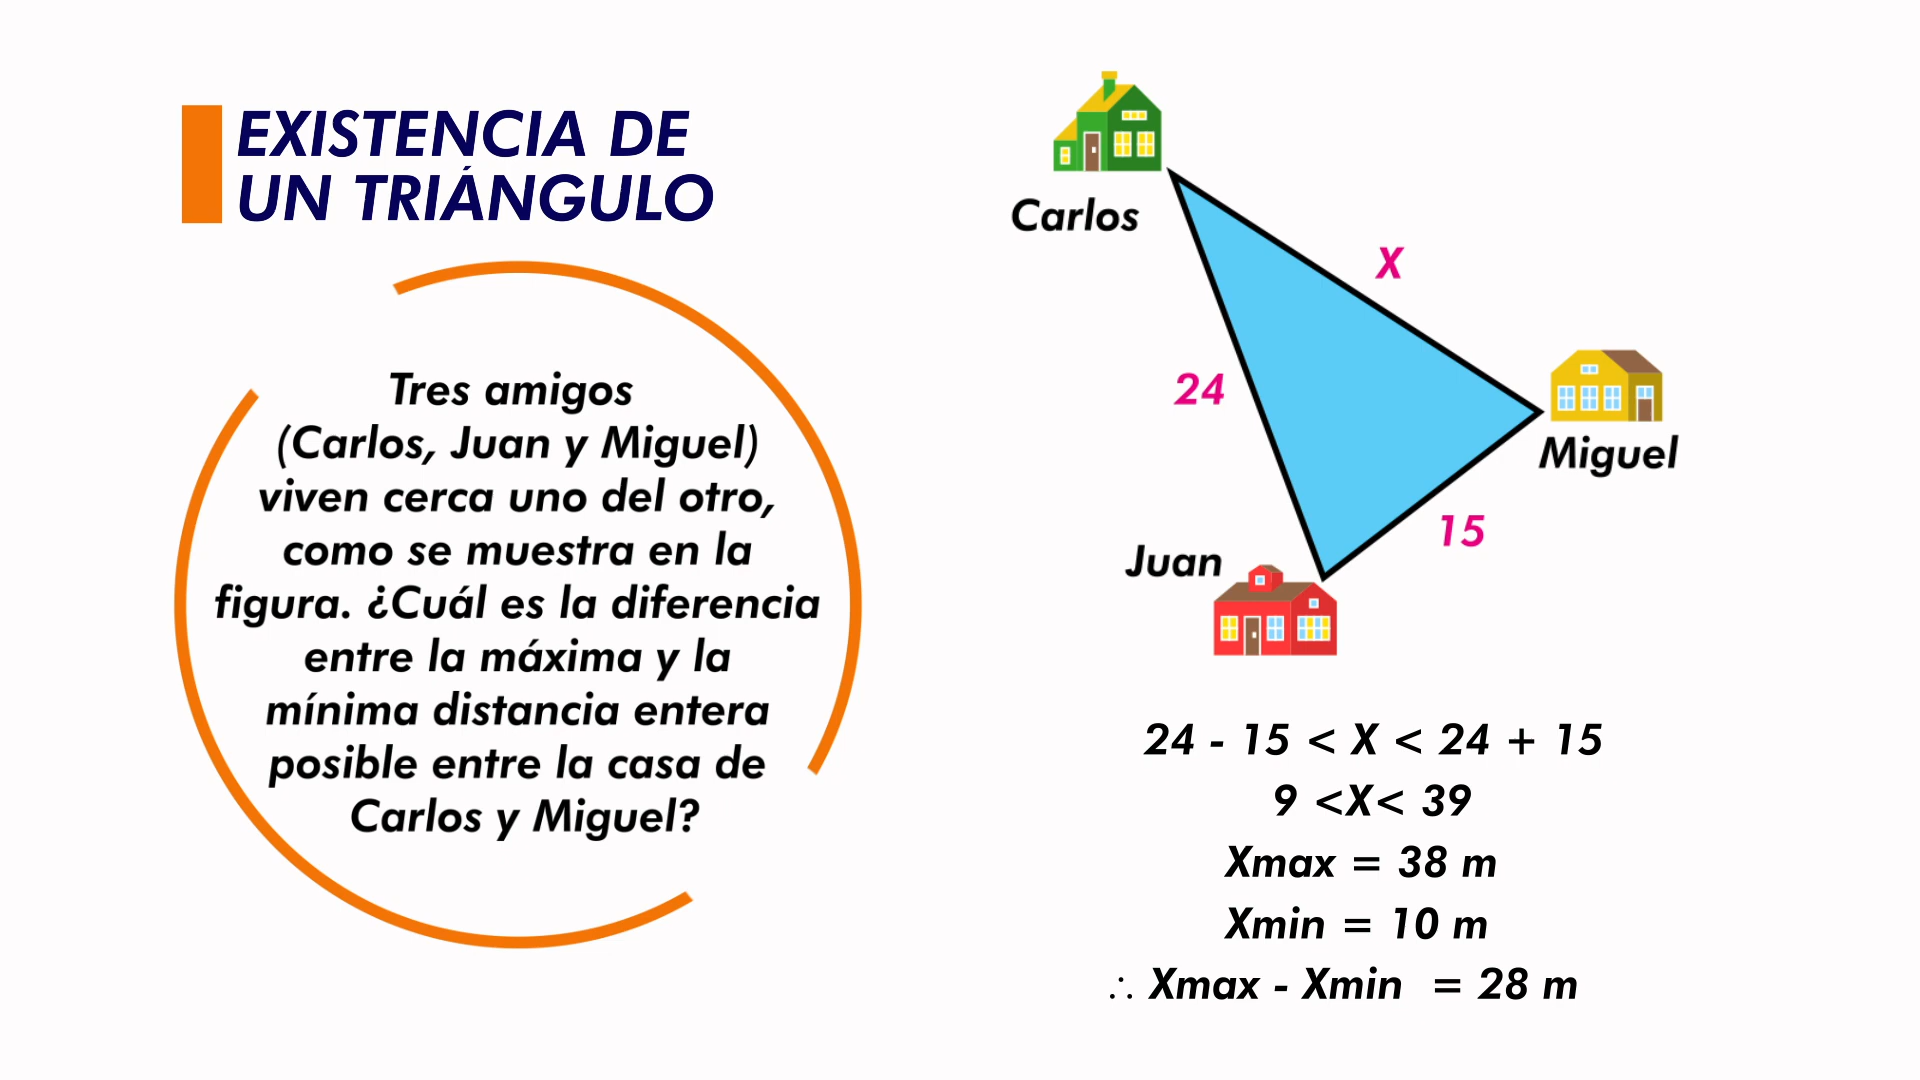 EXISTENCIA DE
UN TRIÁNGULO
Tres amigos
(Carlos, Juan y Miguel)
viven cerca uno del otro,
como se muestra en la
figura. ¿Cuál es la diferencia
entre la máxima y la
mínima distancia entera
posible entre la casa de
Carlos y Miguel?
Carlos
X
24
Miguel
15
Juan
24 - 15 < X < 24 + 15
9 <X< 39
Xmax = 38 m
Xmin = 10 m
∴ Xmax - Xmin = 28 m